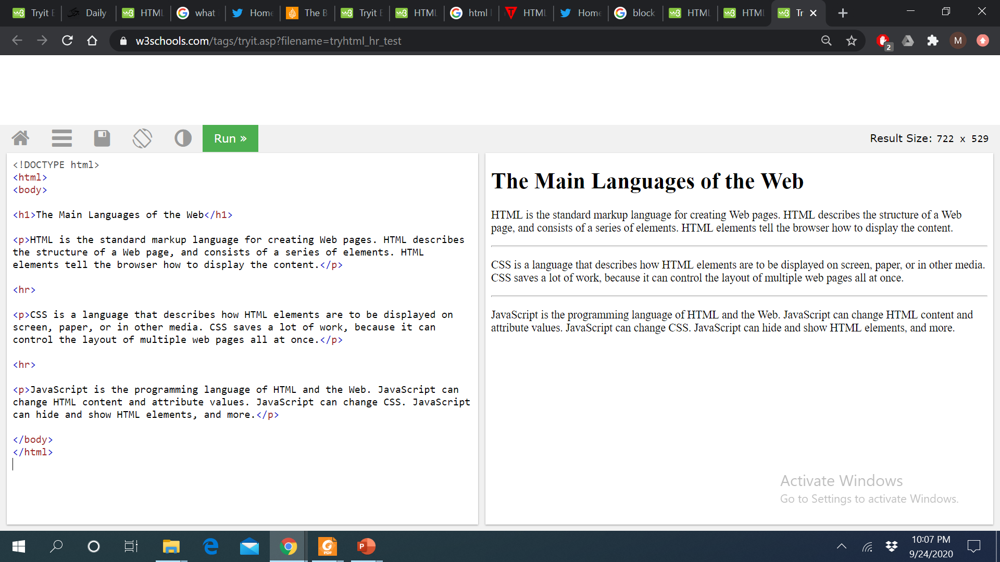 Tryit E
Daily
HTML
what
Home
The B
Tryit E
HTML
html
HTML
Home
block
HTML
HTML
Tr
w3schools.com/tags/tryit.asp?filename=tryhtml_hr_test
2
M
Run »
Result Size: 722 x 529
<!DOCTYPE html>
<html>
<body>
<h1>The Main Languages of the Web</h1>
<p>HTML is the standard markup language for creating Web pages. HTML describes
the structure of a Web page, and consists of a series of elements. HTML
elements tell the browser how to display the content.</p>
<hr>
<p>CSS is a language that describes how HTML elements are to be displayed on
screen, paper, or in other media. CSS saves a lot of work, because it can
control the layout of multiple web pages all at once.</p>
<hr>
<p>JavaScript is the programming language of HTML and the Web. JavaScript can
change HTML content and attribute values. JavaScript can change CSS. JavaScript
can hide and show HTML elements, and more.</p>
</body>
</html>
The Main Languages of the Web
HTML is the standard markup language for creating Web pages. HTML describes the structure of a Web
page, and consists of a series of elements. HTML elements tell the browser how to display the content.
CSS is a language that describes how HTML elements are to be displayed on screen, paper, or in other media.
CSS saves a lot of work, because it can control the layout of multiple web pages all at once.
JavaScript is the programming language of HTML and the Web. JavaScript can change HTML content and
attribute values. JavaScript can change CSS. JavaScript can hide and show HTML elements, and more.
Activate Windows
Go to Settings to activate Windows.
PDF
P
10:07 PM
9/24/2020